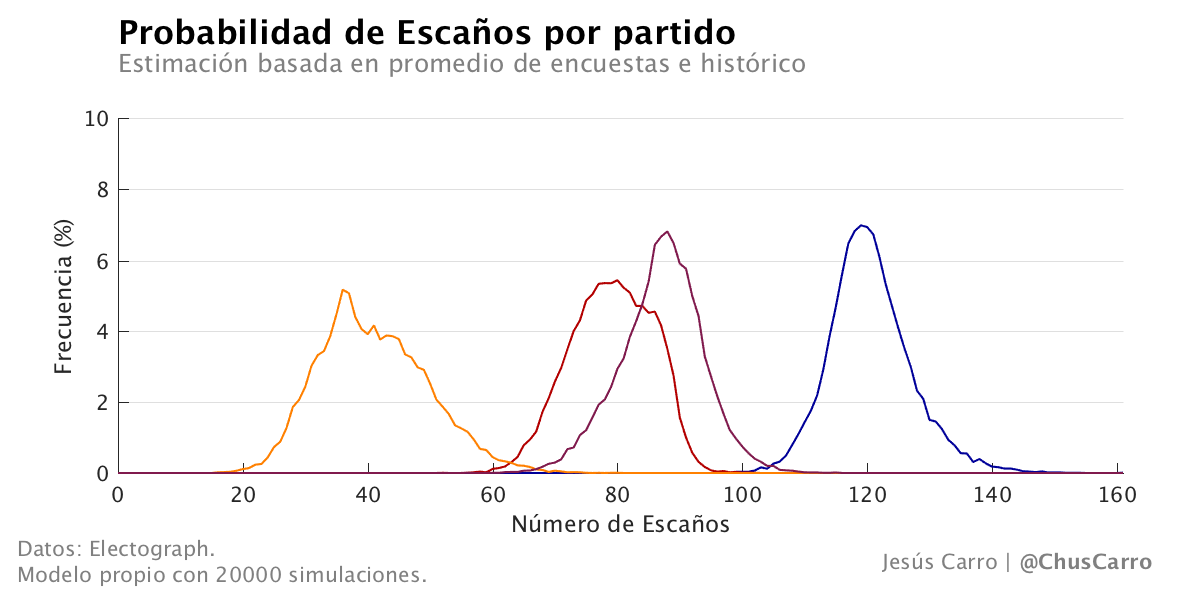 Probabilidad de Escaños por partido
Estimación basada en promedio de encuestas e histórico
10
8
6
4
2
0
Frecuencia (%)
0 20 40 60 80 100 120 140 160
Número de Escaños
Datos: Electograph.
Modelo propio con 20000 simulaciones.
Jesús Carro | @ChusCarro